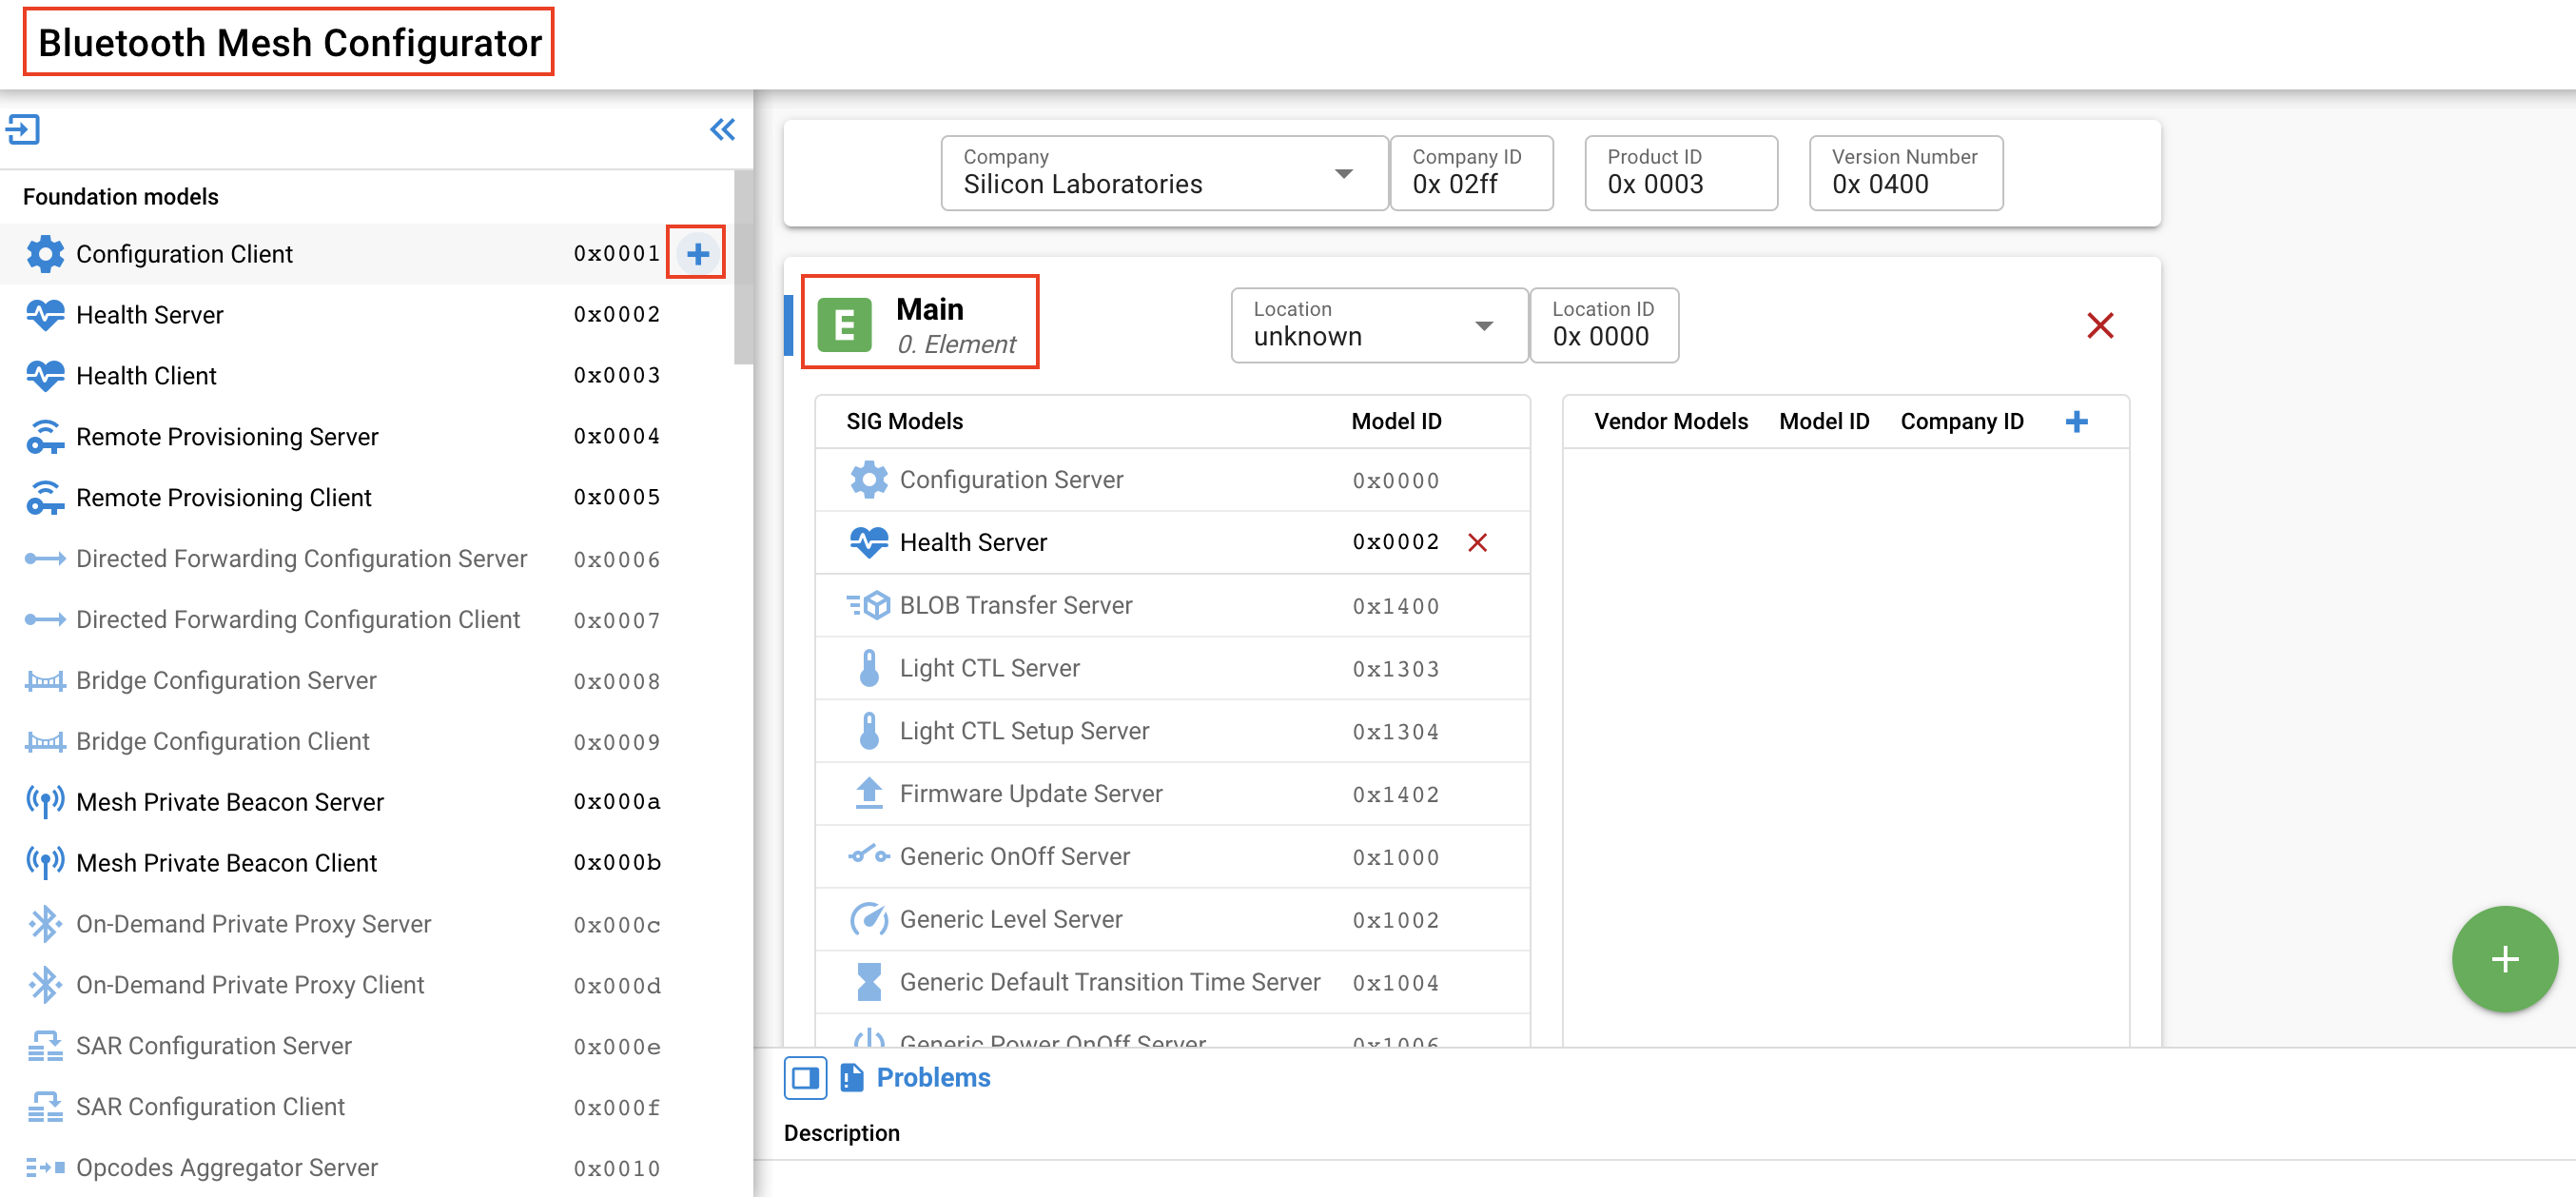 Bluetooth Mesh Configurator
Foundation models
Configuration Client 0x0001
Health Server 0x0002
Health Client 0x0003
Remote Provisioning Server 0x0004
Remote Provisioning Client 0x0005
Directed Forwarding Configuration Server 0x0006
Directed Forwarding Configuration Client 0x0007
Bridge Configuration Server 0x0008
Bridge Configuration Client 0x0009
Mesh Private Beacon Server 0x000a
Mesh Private Beacon Client 0x000b
On-Demand Private Proxy Server 0x000c
On-Demand Private Proxy Client 0x000d
SAR Configuration Server 0x000e
SAR Configuration Client 0x000f
Opcodes Aggregator Server 0x0010
Company Company ID Product ID Version Number
Silicon Laboratories 0x 02ff 0x 0003 0x 0400
E
Main
0. Element
Location Location ID
unknown 0x 0000
SIG Models Model ID
Configuration Server 0x0000
Health Server 0x0002
BLOB Transfer Server 0x1400
Light CTL Server 0x1303
Light CTL Setup Server 0x1304
Firmware Update Server 0x1402
Generic OnOff Server 0x1000
Generic Level Server 0x1002
Generic Default Transition Time Server 0x1004
Generic Power OnOff Server 0x1006
Vendor Models Model ID Company ID
Problems
Description